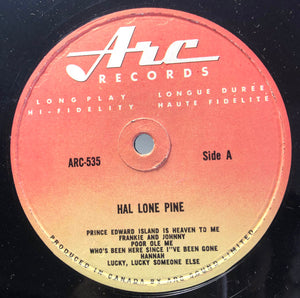 Arc
RECORDS
LONG PLAY LONGUE DUREE
HI-FIDELITY HAUTE FIDELITE
ARC-535 Side A
HAL LONE PINE
PRINCE EDWARD ISLAND IS HEAVEN TO ME
FRANKIE AND JOHNNY
POOR OLE ME
WHO'S BEEN HERE SINCE I''VE BEEN GONE
HANNAH
LUCKY, LUCKY SOMEONE ELSE
PRODUCED IN CANADA BY ARC SOUND LIMITED